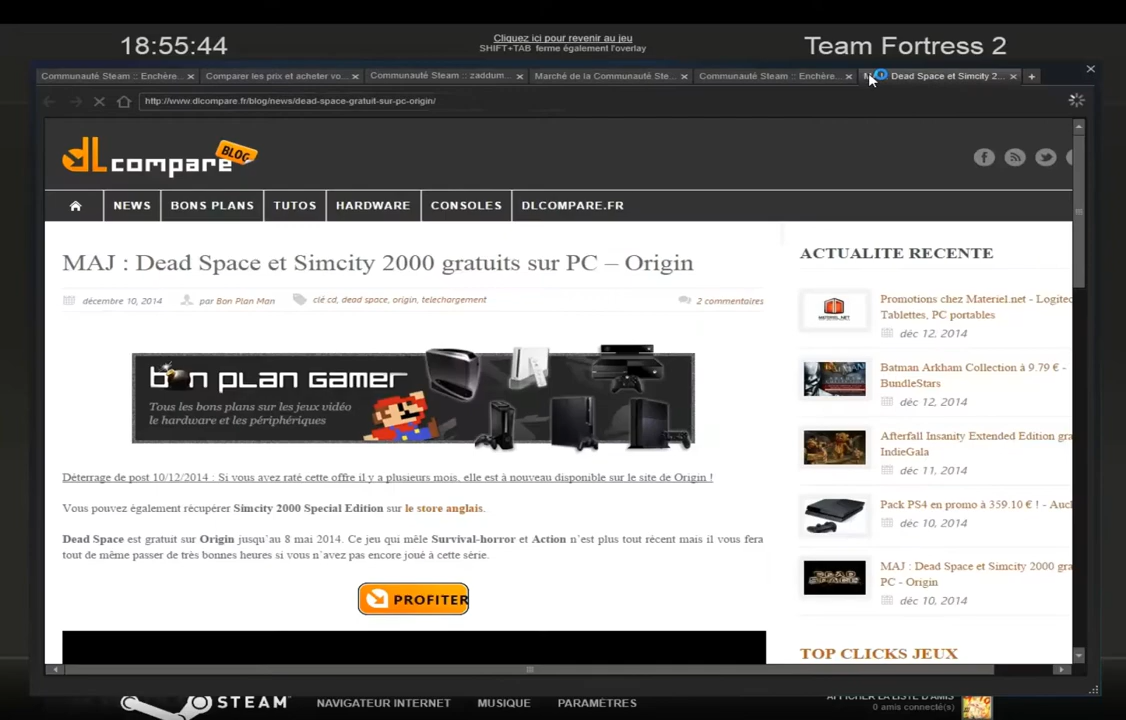 18:55:44
Cliquez ici pour revenir au jeu
SHIFT+TAB ferme également l'overlay
Team Fortress 2
Communauté Steam :: Enchère...
Comparer les prix et acheter vo...
Communauté Steam :: zaddum...
Marché de la Communauté Ste...
Communauté Steam :: Enchère...
Dead Space et Simcity 2...
http://www.dlcompare.fr/blog/news/dead-space-gratuit-sur-pc-origin/
dLcompare BLOG
NEWS
BONS PLANS
TUTOS
HARDWARE
CONSOLES
DLCOMPARE.FR
MAJ : Dead Space et Simcity 2000 gratuits sur PC – Origin
décembre 10, 2014
par Bon Plan Man
clé cd, dead space, origin, telechargement
2 commentaires
bon plan gamer
Tous les bons plans sur les jeux vidéo
le hardware et les périphériques
Déterrage de post 10/12/2014 : Si vous avez raté cette offre il y a plusieurs mois, elle est à nouveau disponible sur le site de Origin !
Vous pouvez également récupérer Simcity 2000 Special Edition sur le store anglais.
Dead Space est gratuit sur Origin jusqu'au 8 mai 2014. Ce jeu qui mêle Survival-horror et Action n'est plus tout récent mais il vous fera
tout de même passer de très bonnes heures si vous n'avez pas encore joué à cette série.
PROFITER
ACTUALITE RECENTE
MATERIEL.NET
Promotions chez Materiel.net - Logitec
Tablettes, PC portables
déc 12, 2014
Batman Arkham Collection à 9.79 € -
BundleStars
déc 12, 2014
Afterfall Insanity Extended Edition gra
IndieGala
déc 11, 2014
Pack PS4 en promo à 359.10 € ! - Auc
déc 10, 2014
DEAD SPACE
MAJ : Dead Space et Simcity 2000 gra
PC - Origin
déc 10, 2014
TOP CLICKS JEUX
STEAM
NAVIGATEUR INTERNET
MUSIQUE
PARAMÈTRES
AFFICHER LA LISTE D'AMIS
0 amis connecté(s)